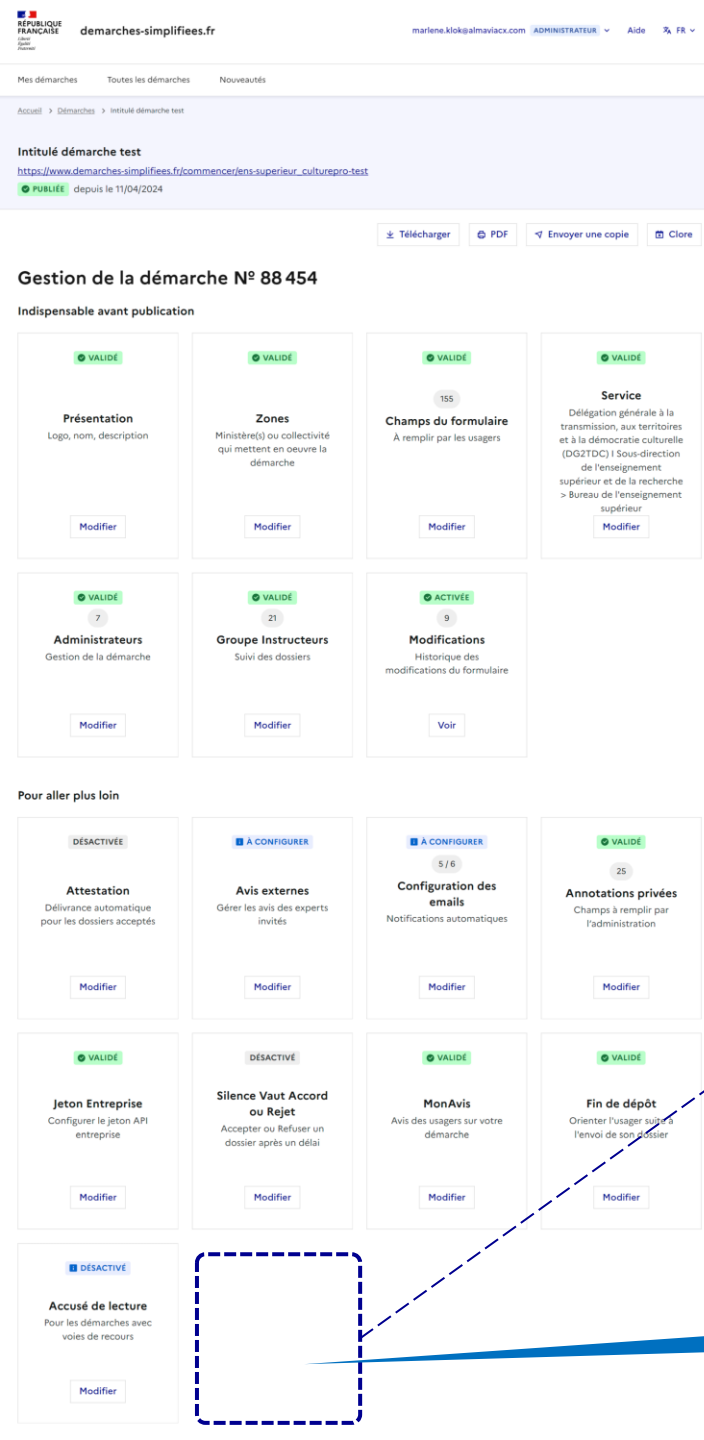 RÉPUBLIQUE
FRANÇAISE
Liberté
Égalité
Fraternité
demarches-simplifiees.fr
marlene.klok@almaviacx.com ADMINISTRATEUR Aide FR
Mes démarches Toutes les démarches Nouveautés
Accueil > Démarches > Intitulé démarche test
Intitulé démarche test
https://www.demarches-simplifiees.fr/commencer/ens-superieur_culturepro-test
PUBLIÉE depuis le 11/04/2024
Télécharger PDF Envoyer une copie Clore
Gestion de la démarche № 88 454
Indispensable avant publication
VALIDÉ
Présentation
Logo, nom, description
Modifier
VALIDÉ
Zones
Ministère(s) ou collectivité
qui mettent en oeuvre la
démarche
Modifier
VALIDÉ
155
Champs du formulaire
À remplir par les usagers
Modifier
VALIDÉ
Service
Délégation générale à la
transmission, aux territoires
et à la démocratie culturelle
(DG2TDC) I Sous-direction
de l'enseignement
supérieur et de la recherche
> Bureau de l'enseignement
supérieur
Modifier
VALIDÉ
7
Administrateurs
Gestion de la démarche
Modifier
VALIDÉ
21
Groupe Instructeurs
Suivi des dossiers
Modifier
ACTIVÉE
9
Modifications
Historique des
modifications du formulaire
Voir
Pour aller plus loin
DÉSACTIVÉE
Attestation
Délivrance automatique
pour les dossiers acceptés
Modifier
À CONFIGURER
Avis externes
Gérer les avis des experts
invités
Modifier
À CONFIGURER
5 / 6
Configuration des
emails
Notifications automatiques
Modifier
VALIDÉ
25
Annotations privées
Champs à remplir par
l'administration
Modifier
VALIDÉ
Jeton Entreprise
Configurer le jeton API
entreprise
Modifier
DÉSACTIVÉ
Silence Vaut Accord
ou Rejet
Accepter ou Refuser un
dossier après un délai
Modifier
VALIDÉ
MonAvis
Avis des usagers sur votre
démarche
Modifier
VALIDÉ
Fin de dépôt
Orienter l'usager suite à
l'envoi de son dossier
Modifier
DÉSACTIVÉ
Accusé de lecture
Pour les démarches avec
voies de recours
Modifier